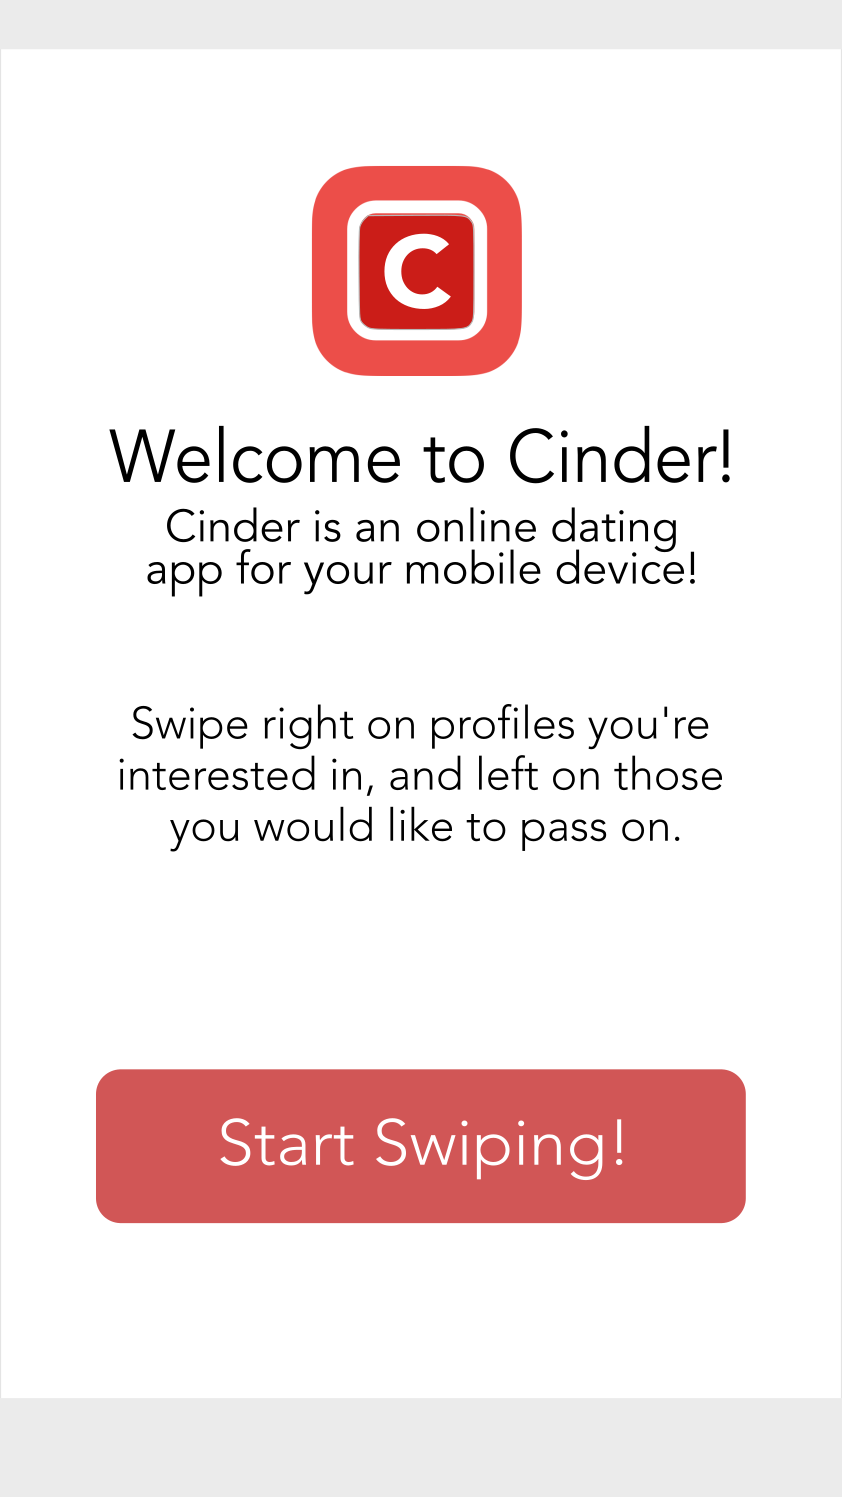 C
Welcome to Cinder!
Cinder is an online dating
app for your mobile device!
Swipe right on profiles you're
interested in, and left on those
you would like to pass on.
Start Swiping!